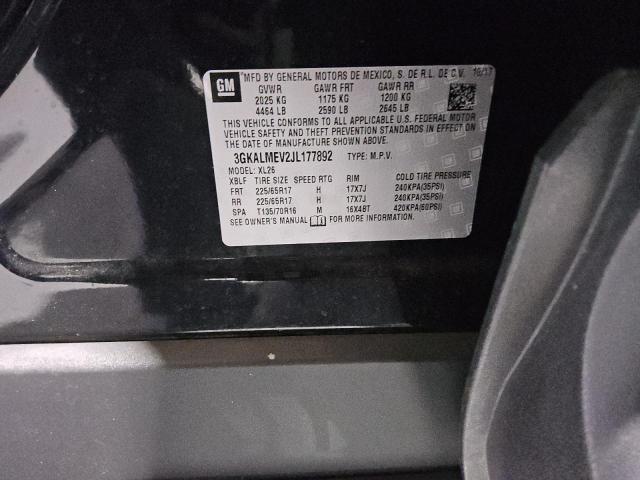 GM
MFD BY GENERAL MOTORS DE MEXICO, S. DE R.L. DE C.V. 10/17
GVWR GAWR FRT GAWR RR
2025 KG 1175 KG 1200 KG
4464 LB 2590 LB 2645 LB
THIS VEHICLE CONFORMS TO ALL APPLICABLE U.S. FEDERAL MOTOR
VEHICLE SAFETY AND THEFT PREVENTION STANDARDS IN EFFECT ON
THE DATE OF MANUFACTURE SHOWN ABOVE.
3GKALMEV2JL177892 TYPE: M.P.V.
MODEL: XL26
XBLF TIRE SIZE SPEED RTG RIM COLD TIRE PRESSURE
FRT 225/65R17 H 17X7J 240KPA(35PSI)
RR 225/65R17 H 17X7J 240KPA(35PSI)
SPA T135/70R16 M 16X4BT 420KPA(60PSI)
SEE OWNER'S MANUAL FOR MORE INFORMATION.